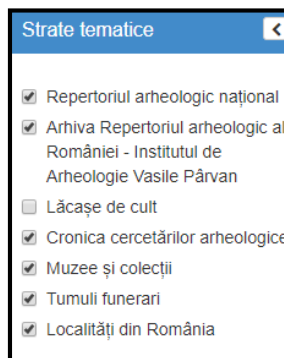 Strate tematice
Repertoriul arheologic național
Arhiva Repertoriul arheologic al
României - Institutul de
Arheologie Vasile Pârvan
Lăcașe de cult
Cronica cercetărilor arheologice
Muzee și colecții
Tumuli funerari
Localități din România